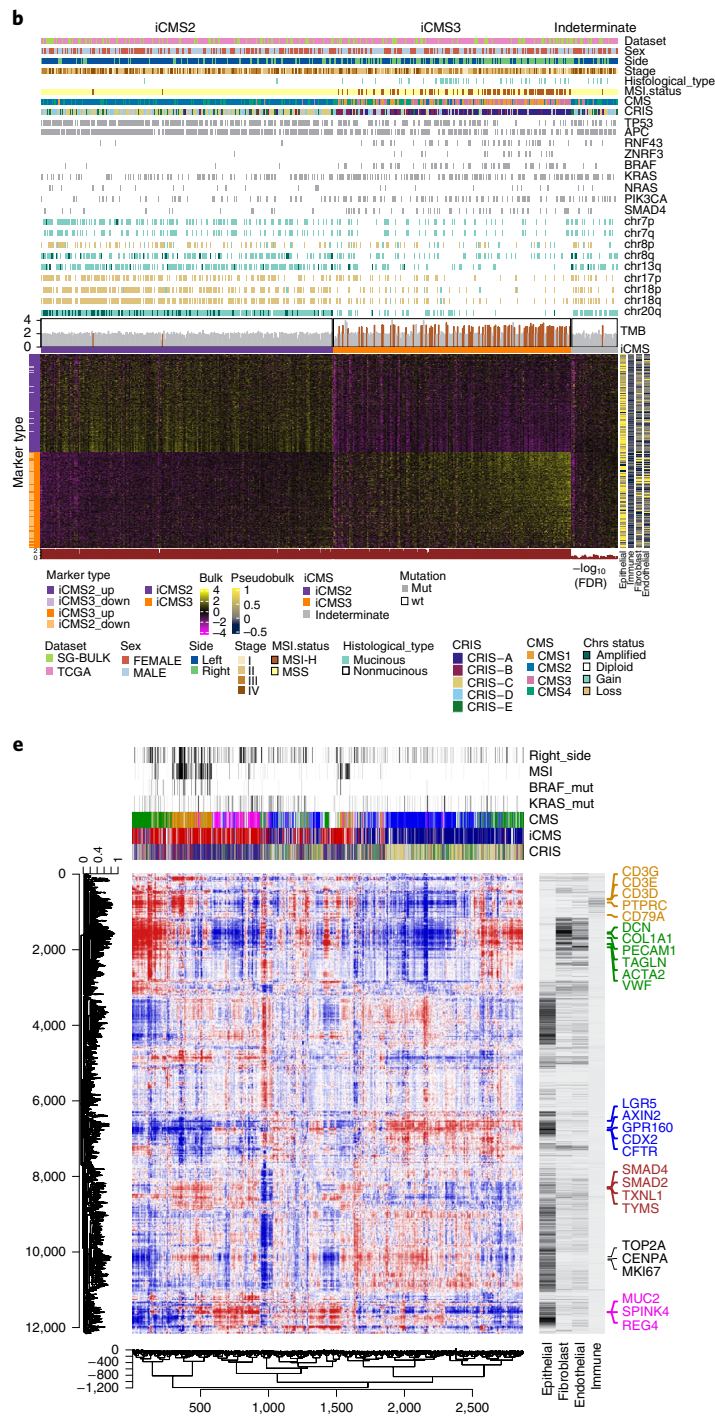 b
iCMS2 iCMS3 Indeterminate
Dataset
Sex
Side
Stage
Histological_type
MSI.status
CMS
CRIS
TP53
APC
RNF43
ZNRF3
BRAF
KRAS
NRAS
PIK3CA
SMAD4
chr7p
chr7q
chr8p
chr8q
chr13q
chr17p
chr18p
chr18q
chr20q
4
2
0
TMB
iCMS
Marker type
2
0
−log10
(FDR)
Epithelial
Immune
Fibroblast
Endothelial
Marker type
iCMS2_up
iCMS3_down
iCMS3_up
iCMS2_down
iCMS2
iCMS3
Bulk
4
2
0
−2
−4
Pseudobulk
1
0.5
0
−0.5
iCMS
iCMS2
iCMS3
Indeterminate
Mutation
Mut
wt
Dataset
SG-BULK
TCGA
Sex
FEMALE
MALE
Side
Left
Right
Stage
I
II
III
IV
MSI.status
MSI-H
MSS
Histological_type
Mucinous
Nonmucinous
CRIS
CRIS−A
CRIS−B
CRIS−C
CRIS−D
CRIS−E
CMS
CMS1
CMS2
CMS3
CMS4
Chrs status
Amplified
Diploid
Gain
Loss
e
Right_side
MSI
BRAF_mut
KRAS_mut
CMS
iCMS
CRIS
0
0.4
1
0
2,000
4,000
6,000
8,000
10,000
12,000
CD3G
CD3E
CD3D
PTPRC
CD79A
DCN
COL1A1
PECAM1
TAGLN
ACTA2
VWF
LGR5
AXIN2
GPR160
CDX2
CFTR
SMAD4
SMAD2
TXNL1
TYMS
TOP2A
CENPA
MKI67
MUC2
SPINK4
REG4
0
−400
−800
−1,200
500 1,000 1,500 2,000 2,500
Epithelial
Fibroblast
Endothelial
Immune